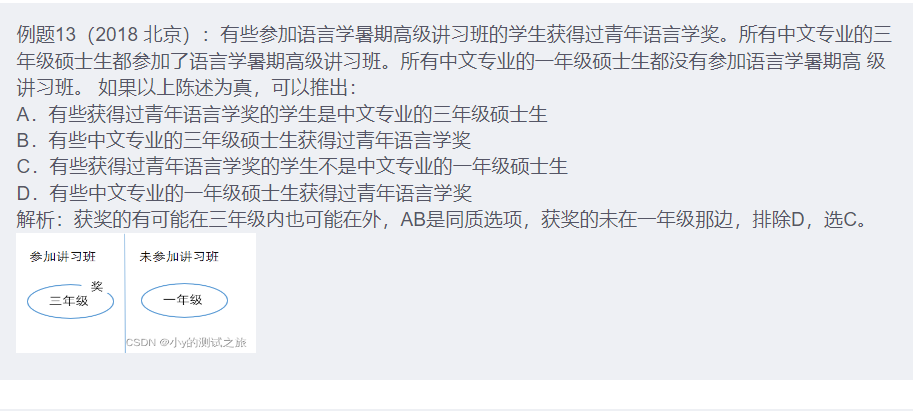 例题13（2018 北京）：有些参加语言学暑期高级讲习班的学生获得过青年语言学奖。所有中文专业的三
年级硕士生都参加了语言学暑期高级讲习班。所有中文专业的一年级硕士生都没有参加语言学暑期高 级
讲习班。 如果以上陈述为真，可以推出：
A．有些获得过青年语言学奖的学生是中文专业的三年级硕士生
B．有些中文专业的三年级硕士生获得过青年语言学奖
C．有些获得过青年语言学奖的学生不是中文专业的一年级硕士生
D．有些中文专业的一年级硕士生获得过青年语言学奖
解析：获奖的有可能在三年级内也可能在外，AB是同质选项，获奖的未在一年级那边，排除D，选C。
参加讲习班 未参加讲习班
奖
三年级 一年级
CSDN @小y的测试之旅